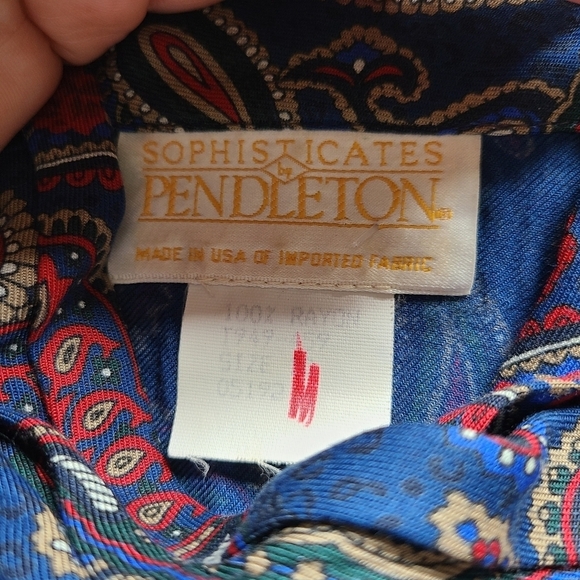 SOPHISTICATES
by
PENDLETON
MADE IN USA OF IMPORTED FABRIC
100% RAYON
SIZE
M